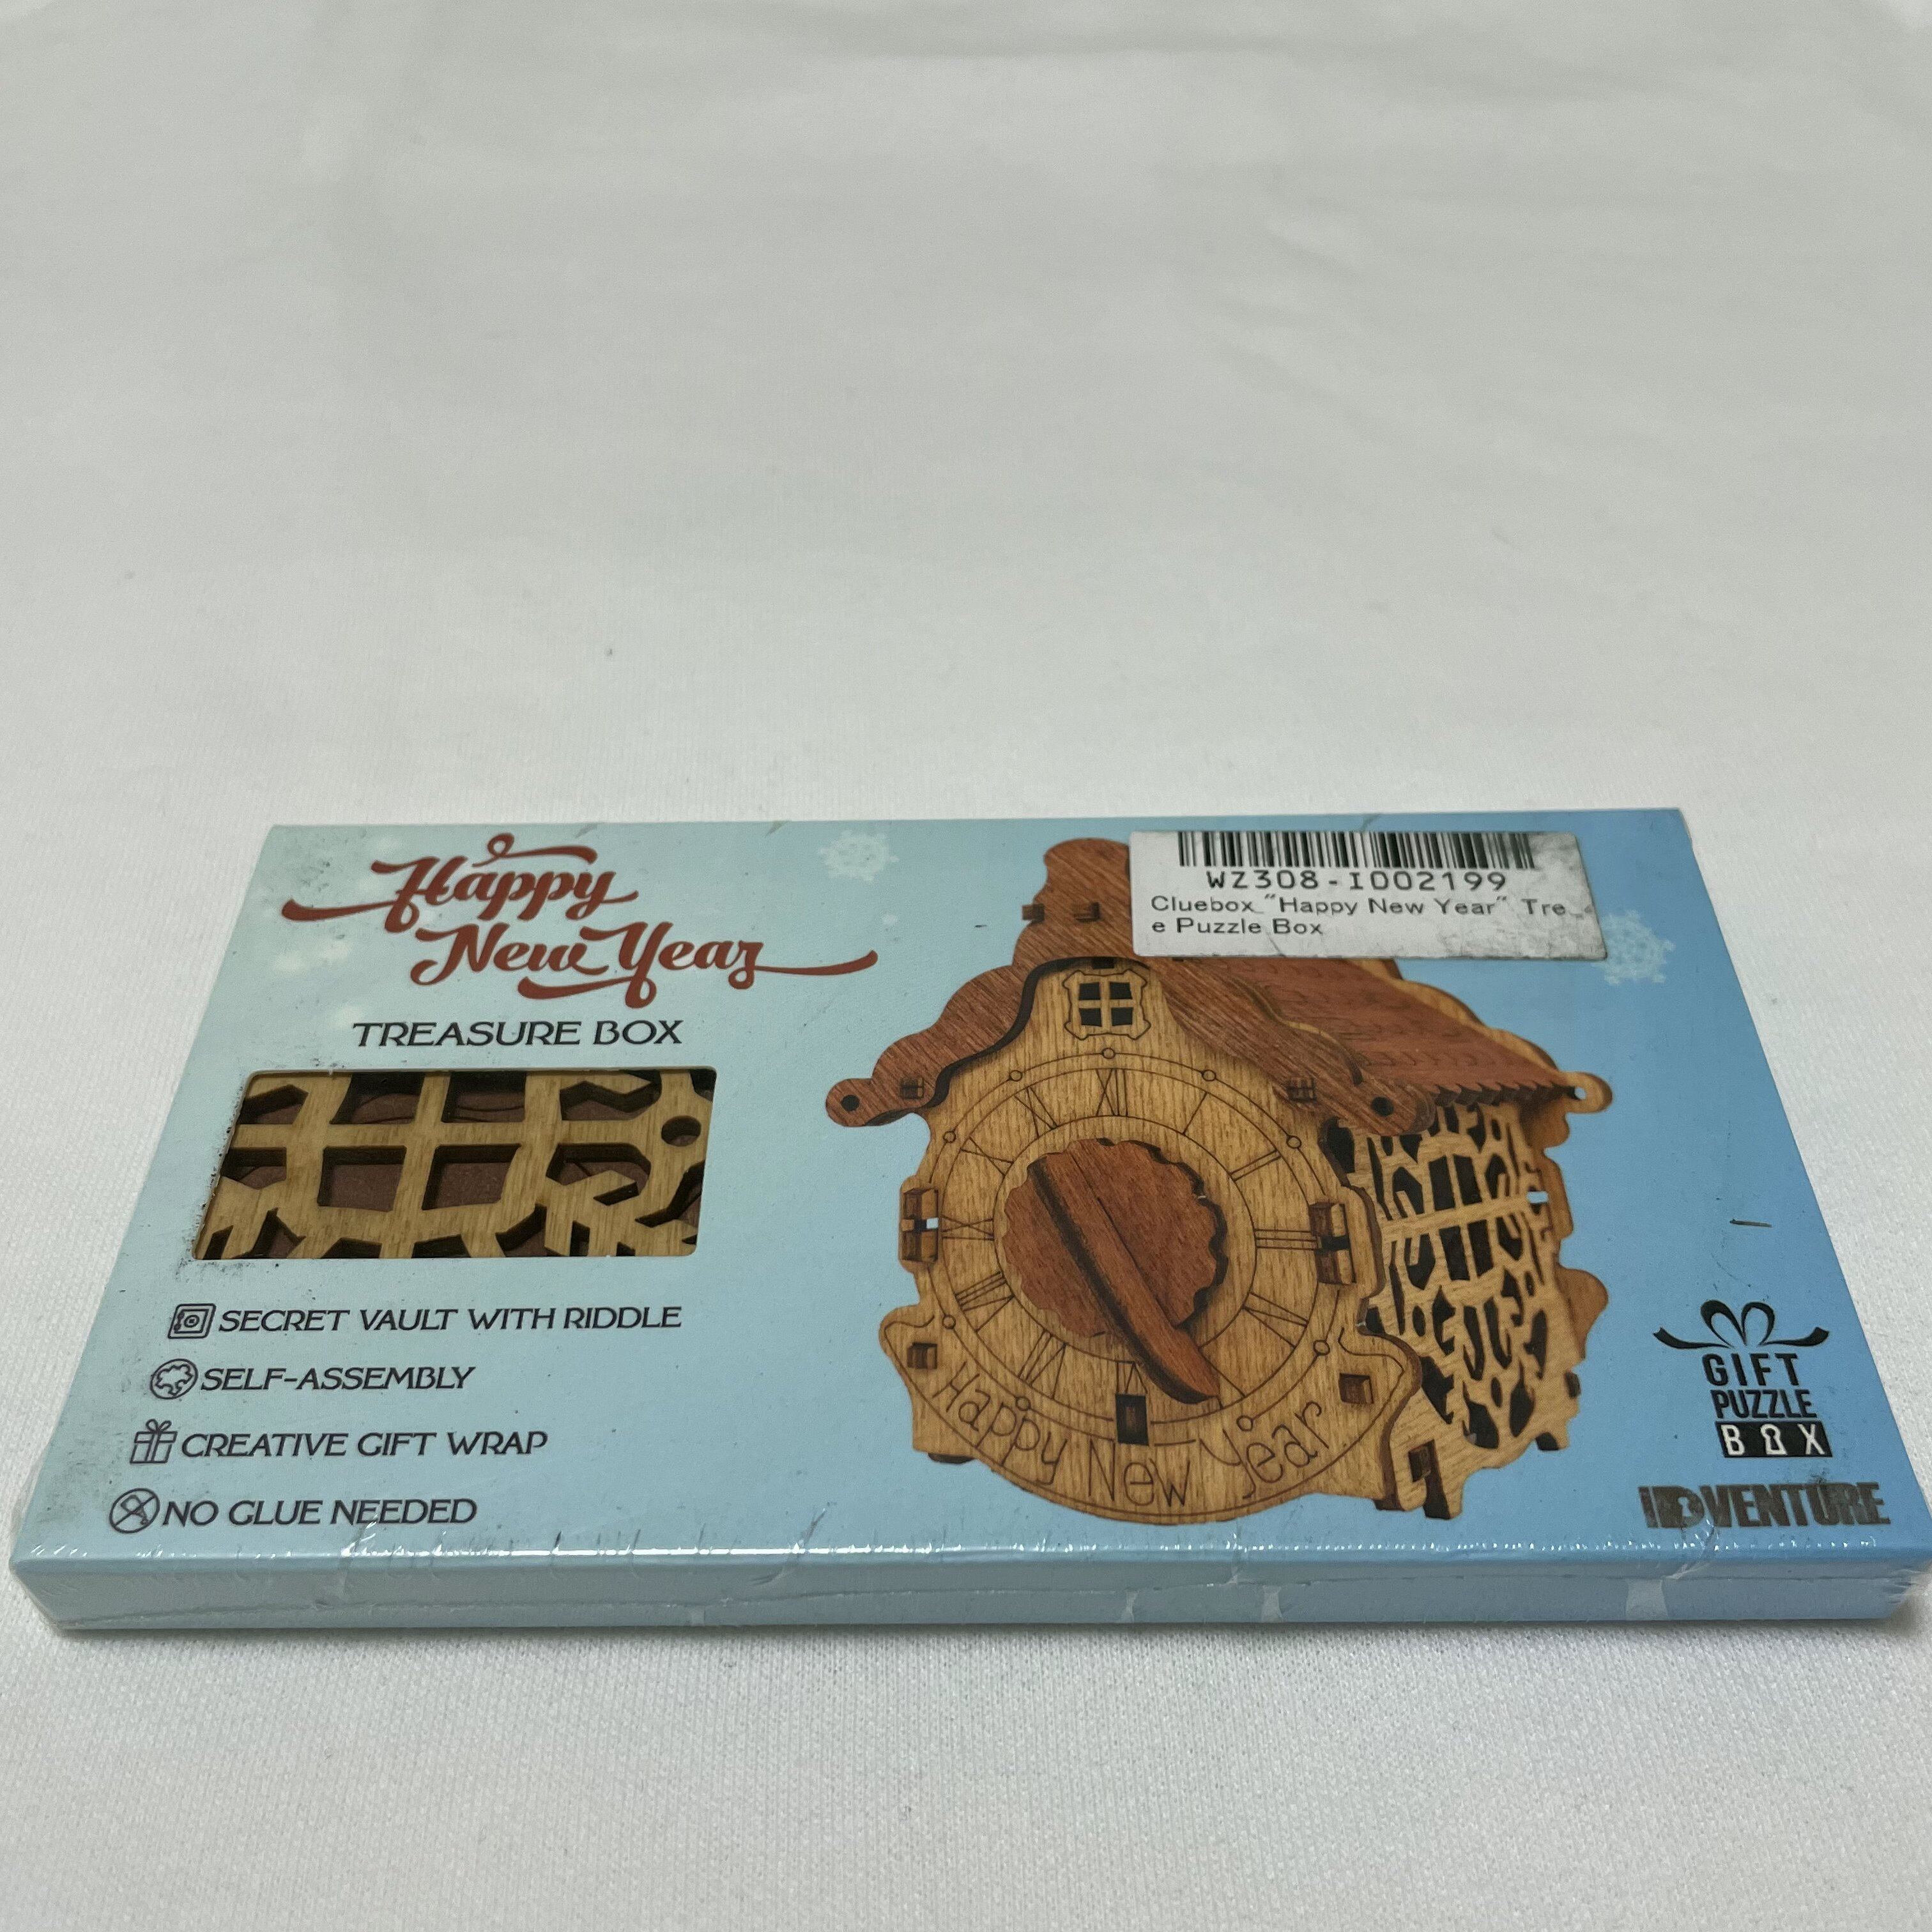 Happy
New Year
TREASURE BOX
SECRET VAULT WITH RIDDLE
SELF-ASSEMBLY
CREATIVE GIFT WRAP
NO GLUE NEEDED
WZ308-I002199
Cluebox "Happy New Year" Tre
e Puzzle Box
XII
Happy New Year
GIFT
PUZZLE
BOX
IDVENTURE